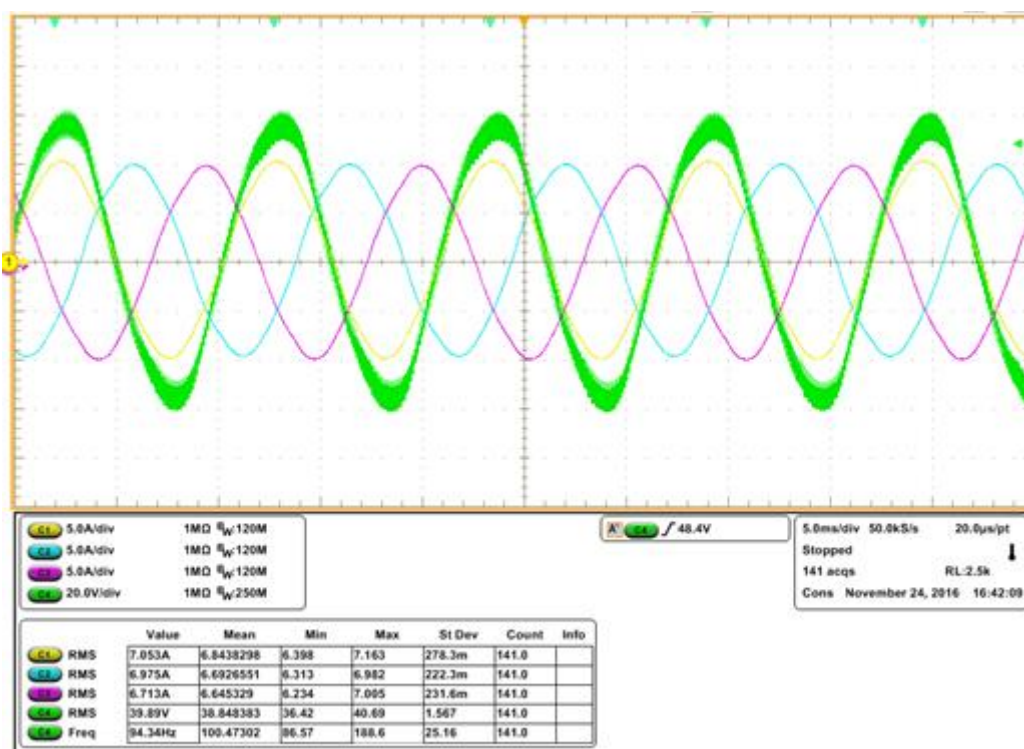 1
C1 5.0A/div 1MΩ BW:120M
C2 5.0A/div 1MΩ BW:120M
C3 5.0A/div 1MΩ BW:120M
C4 20.0V/div 1MΩ BW:250M
A' C4 48.4V
5.0ms/div 50.0kS/s 20.0µs/pt
Stopped
141 acqs RL:2.5k
Cons November 24, 2016 16:42:09
Value Mean Min Max St Dev Count Info
C1 RMS 7.053A 6.8438298 6.398 7.163 278.3m 141.0
C2 RMS 6.975A 6.6926551 6.313 6.982 222.3m 141.0
C3 RMS 6.713A 6.645329 6.234 7.005 231.6m 141.0
C4 RMS 39.89V 38.848383 36.42 40.69 1.567 141.0
C4 Freq 94.34Hz 100.47302 86.57 188.6 25.16 141.0